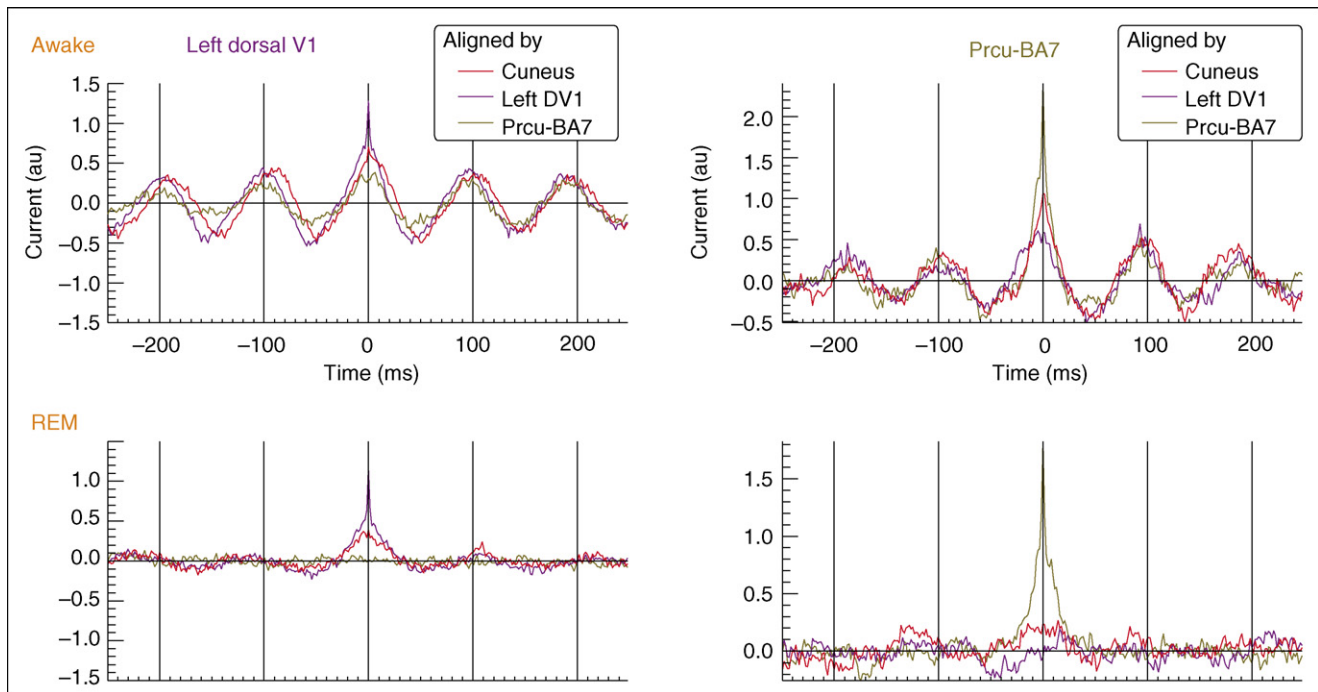 Awake
Left dorsal V1
Aligned by
Cuneus
Left DV1
Prcu-BA7
Current (au)
1.5
1.0
0.5
0.0
−0.5
−1.0
−1.5
−200
−100
0
100
200
Time (ms)
Prcu-BA7
Aligned by
Cuneus
Left DV1
Prcu-BA7
Current (au)
2.0
1.5
1.0
0.5
0.0
−0.5
−200
−100
0
100
200
Time (ms)
REM
1.0
0.5
0.0
−0.5
−1.0
−1.5
1.5
1.0
0.5
0.0